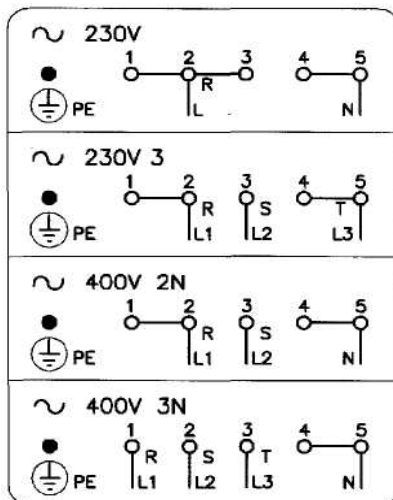 ~ 230V
1 2 3 4 5
R
PE L N
~ 230V 3
1 2 3 4 5
R S T
PE L1 L2 L3
~ 400V 2N
1 2 3 4 5
R S
PE L1 L2 N
~ 400V 3N
1 2 3 4 5
R S T
PE L1 L2 L3 N